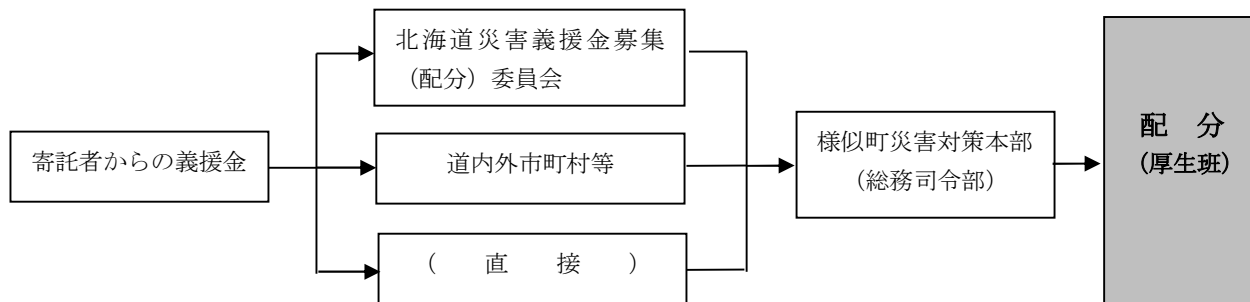 寄託者からの義援金
北海道災害義援金募集
（配分）委員会
道内外市町村等
（　直　接　）
様似町災害対策本部
（総務司令部）
配　分
(厚生班)